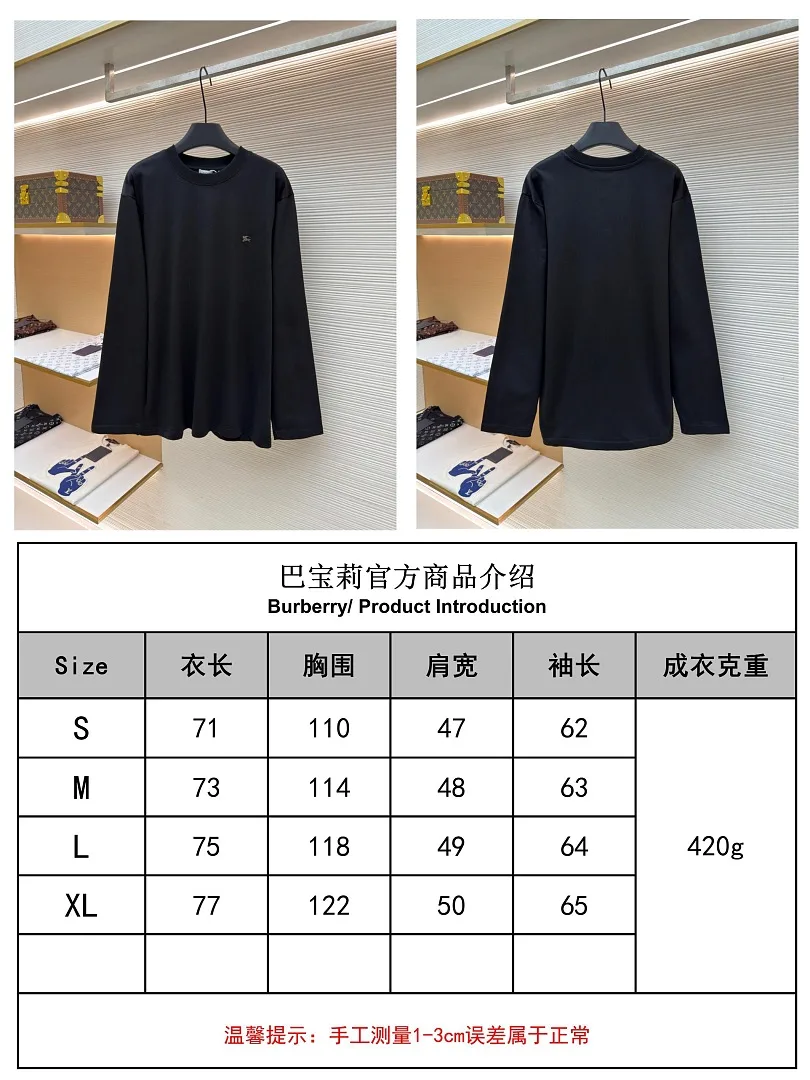 巴宝莉官方商品介绍
Burberry/ Product Introduction
Size 衣长 胸围 肩宽 袖长 成衣克重
S 71 110 47 62
M 73 114 48 63
L 75 118 49 64
420g
XL 77 122 50 65
温馨提示：手工测量1-3cm误差属于正常